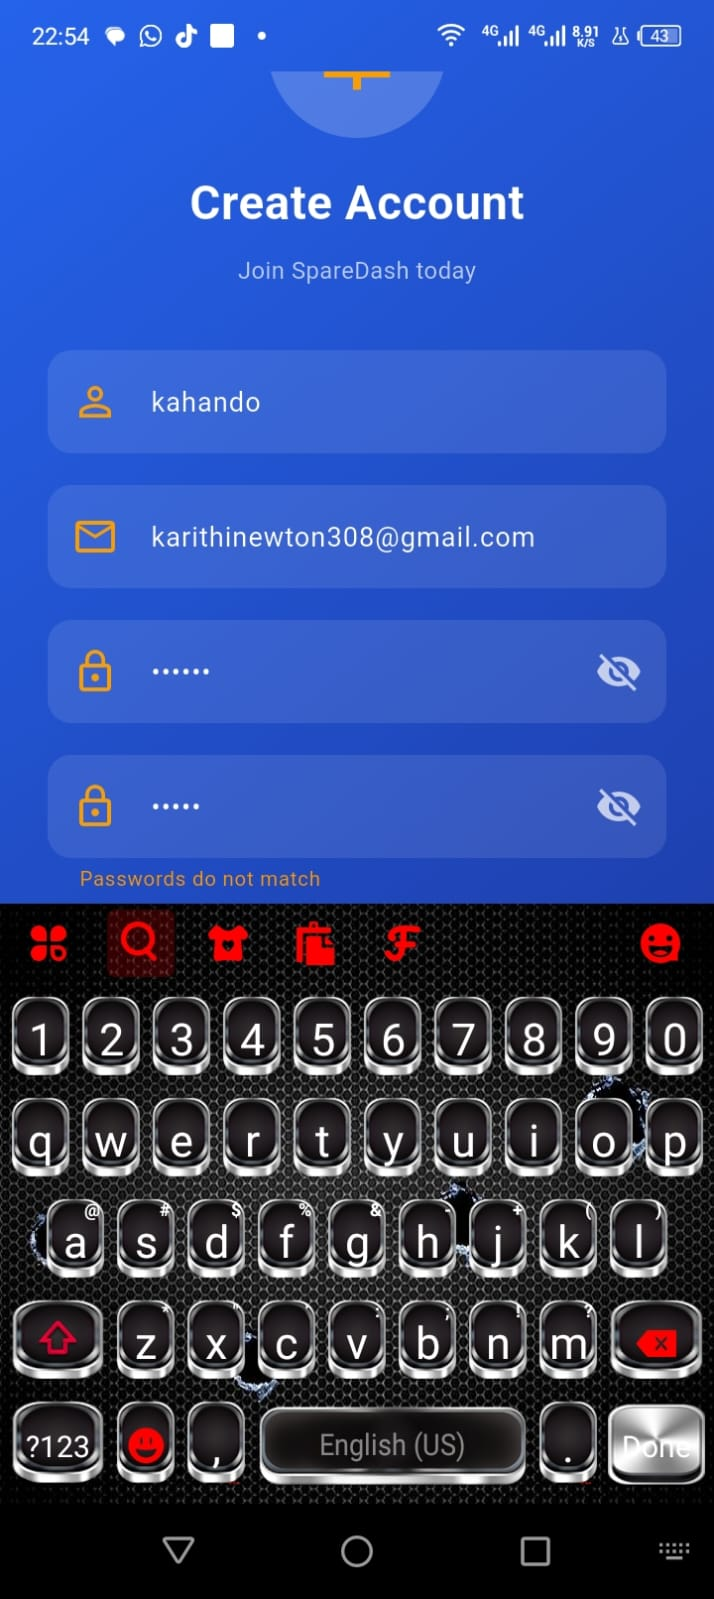 22:54 4G 4G 8.91 K/S 43
Create Account
Join SpareDash today
kahando
karithinewton308@gmail.com
••••••
•••••
Passwords do not match
1 2 3 4 5 6 7 8 9 0
q w e r t y u i o p
@ # $ % & - + ( )
a s d f g h j k l
* " ' : ; ! ?
z x c v b n m
?123 , English (US) . Done